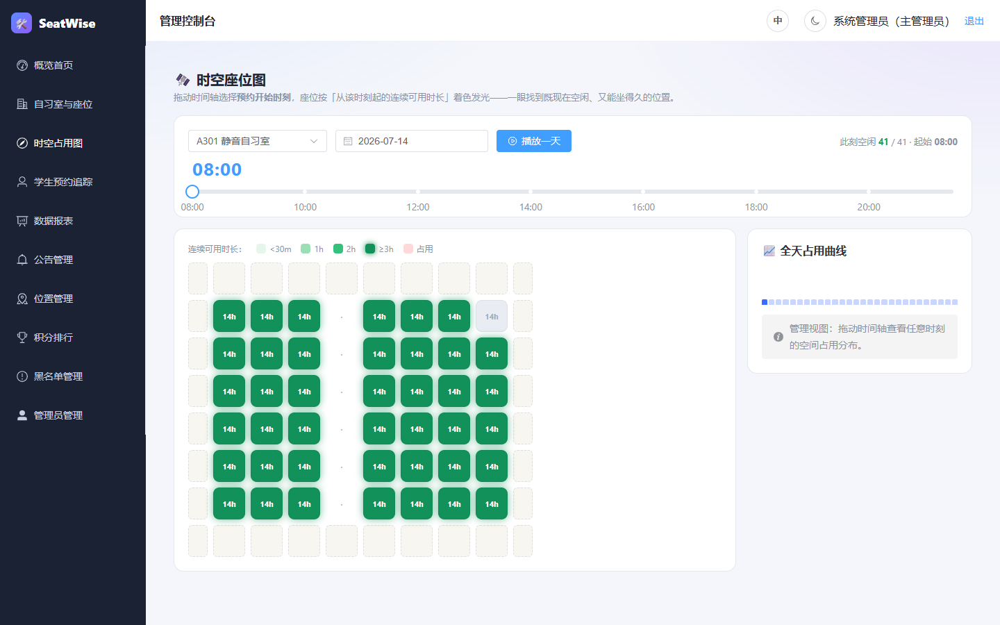 SeatWise
管理控制台
中
系统管理员（主管理员）
退出
概览首页
自习室与座位
时空占用图
学生预约追踪
数据报表
公告管理
位置管理
积分排行
黑名单管理
管理员管理
时空座位图
拖动时间轴选择预约开始时刻，座位按「从该时刻起的连续可用时长」着色发光——一眼找到既现在空闲、又能坐得久的位置。
A301 静音自习室
2026-07-14
播放一天
此刻空闲 41 / 41 · 起始 08:00
08:00
08:00 10:00 12:00 14:00 16:00 18:00 20:00
连续可用时长： <30m 1h 2h ≥3h 占用
14h 14h 14h · 14h 14h 14h 14h
14h 14h 14h · 14h 14h 14h 14h
14h 14h 14h · 14h 14h 14h 14h
14h 14h 14h · 14h 14h 14h 14h
14h 14h 14h · 14h 14h 14h 14h
14h 14h 14h · 14h 14h 14h 14h
全天占用曲线
管理视图：拖动时间轴查看任意时刻
的空间占用分布。